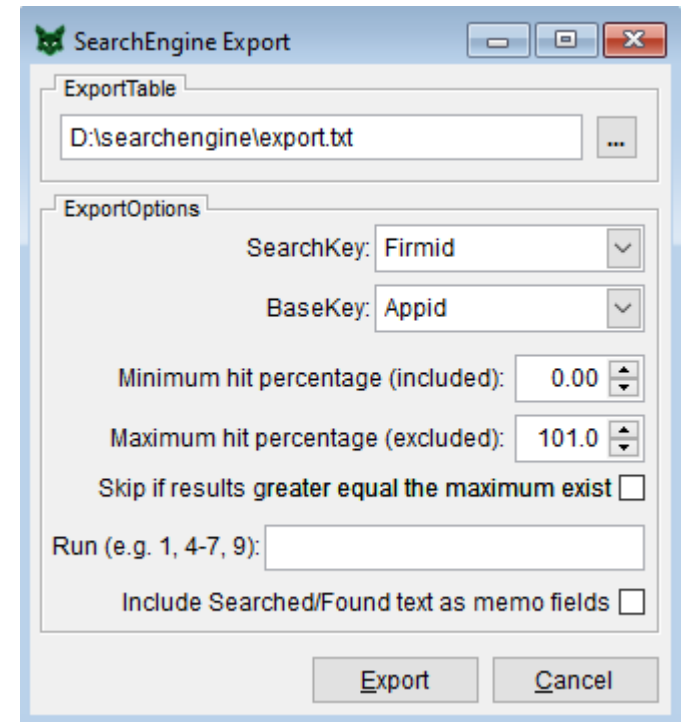 SearchEngine Export
ExportTable
D:\searchengine\export.txt
...
ExportOptions
SearchKey: Firmid
BaseKey: Appid
Minimum hit percentage (included): 0.00
Maximum hit percentage (excluded): 101.0
Skip if results greater equal the maximum exist
Run (e.g. 1, 4-7, 9):
Include Searched/Found text as memo fields
Export Cancel